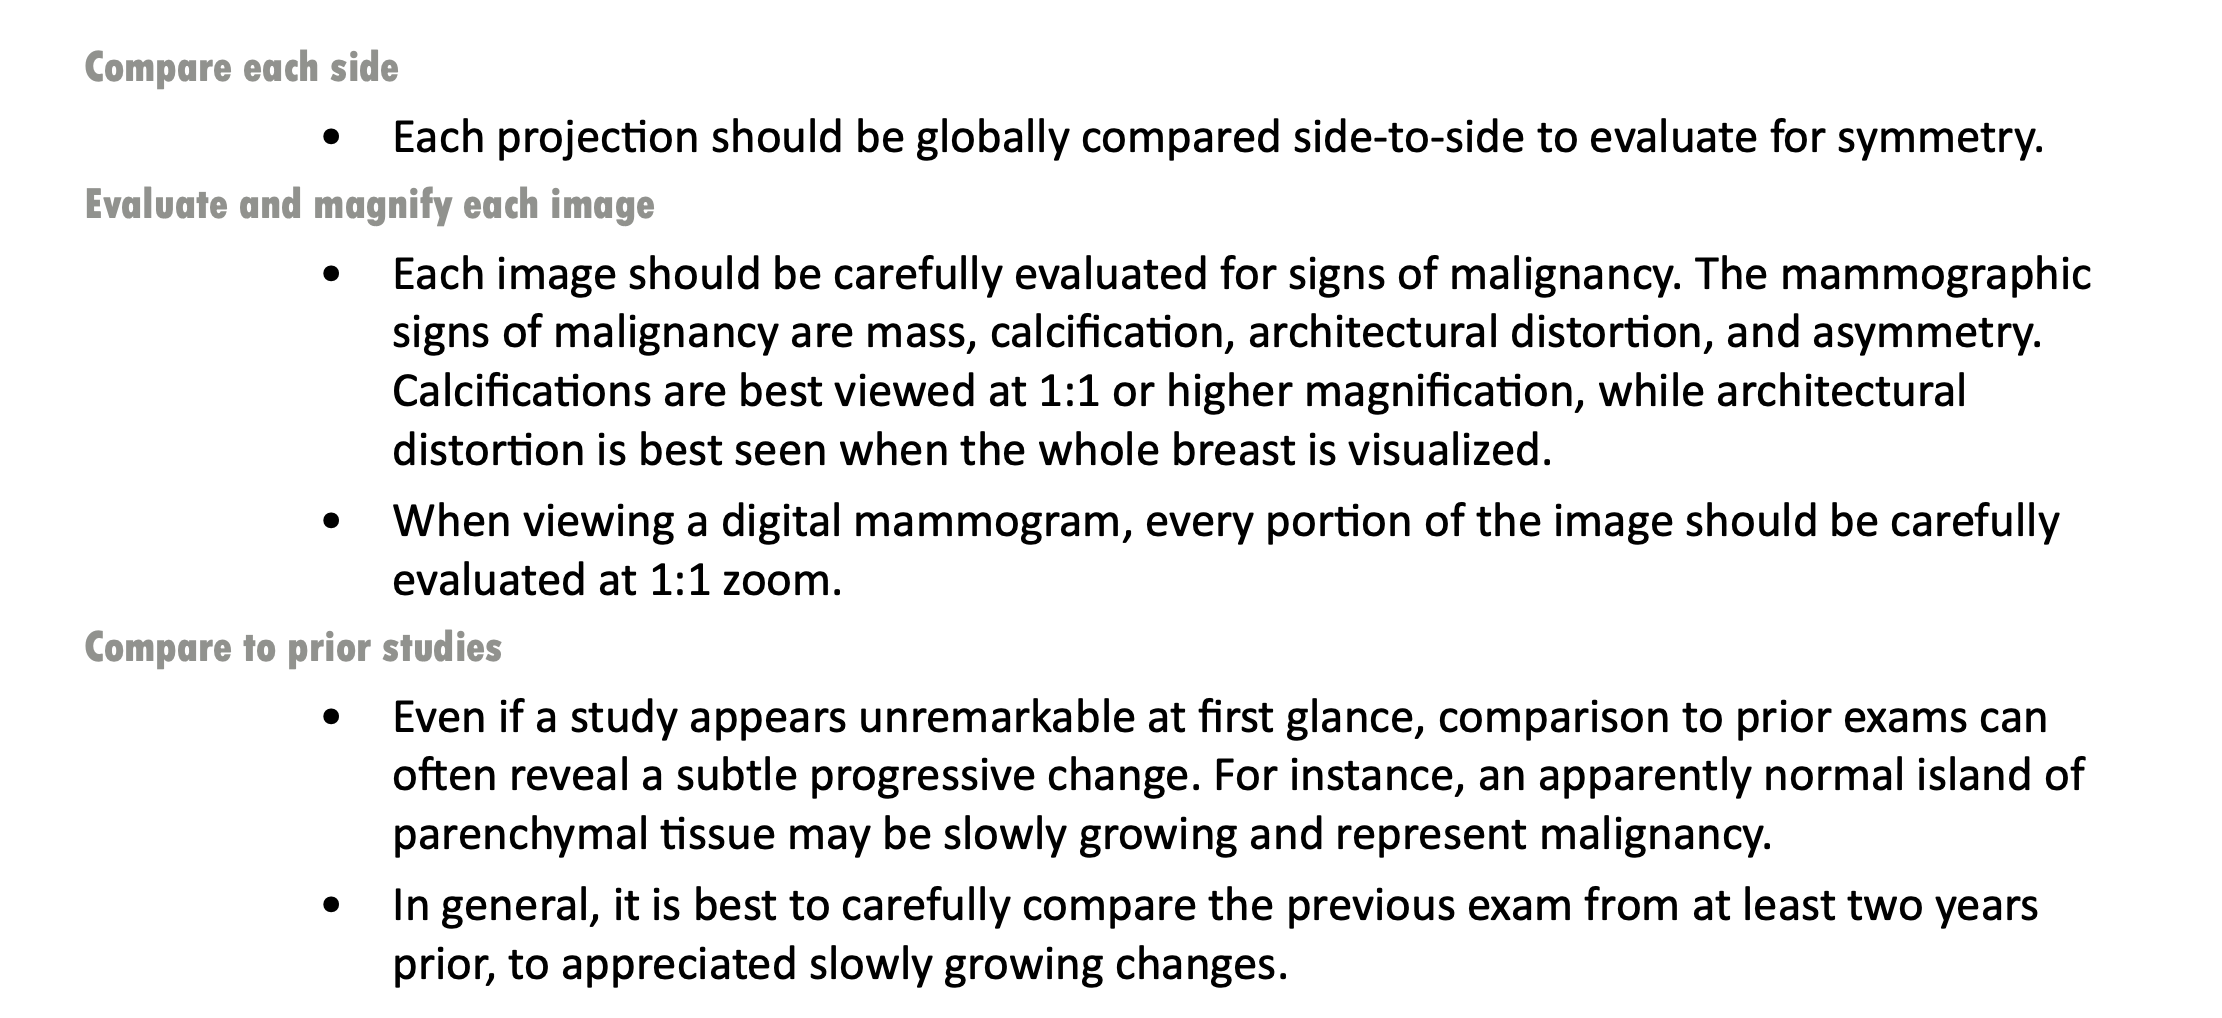 Compare each side
• Each projection should be globally compared side-to-side to evaluate for symmetry.
Evaluate and magnify each image
• Each image should be carefully evaluated for signs of malignancy. The mammographic
signs of malignancy are mass, calcification, architectural distortion, and asymmetry.
Calcifications are best viewed at 1:1 or higher magnification, while architectural
distortion is best seen when the whole breast is visualized.
• When viewing a digital mammogram, every portion of the image should be carefully
evaluated at 1:1 zoom.
Compare to prior studies
• Even if a study appears unremarkable at first glance, comparison to prior exams can
often reveal a subtle progressive change. For instance, an apparently normal island of
parenchymal tissue may be slowly growing and represent malignancy.
• In general, it is best to carefully compare the previous exam from at least two years
prior, to appreciated slowly growing changes.